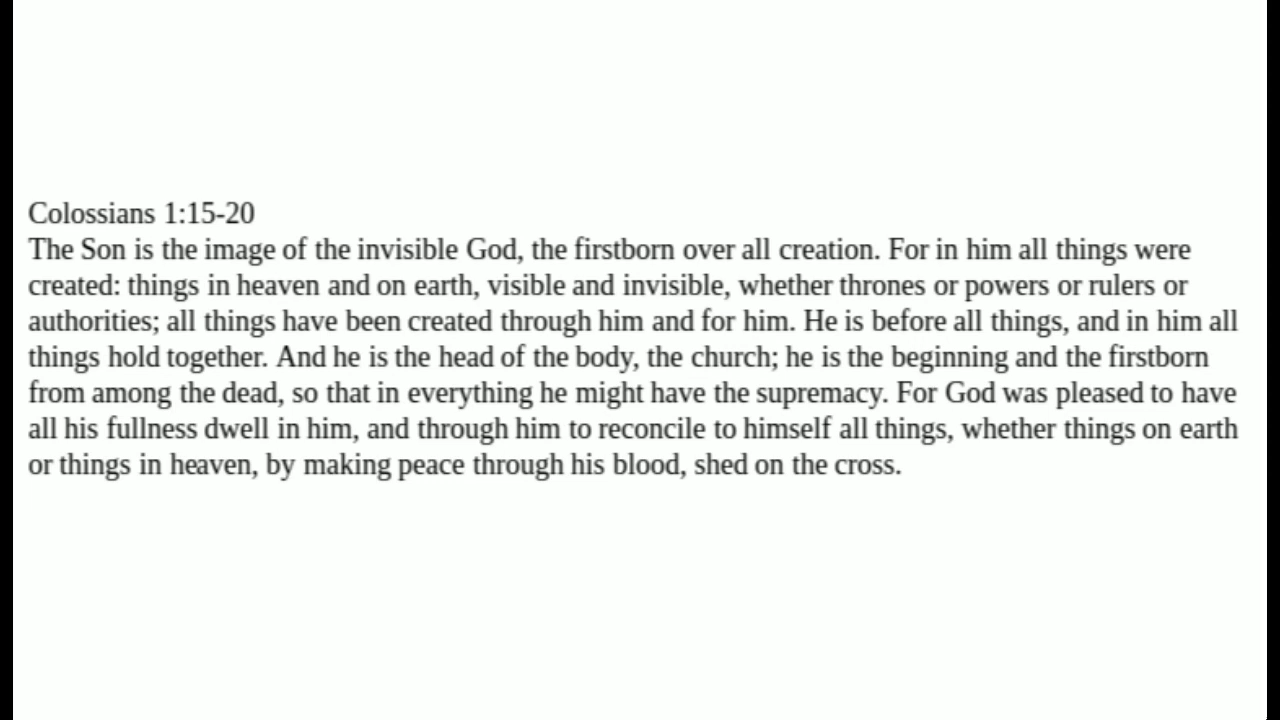 Colossians 1:15-20
The Son is the image of the invisible God, the firstborn over all creation. For in him all things were
created: things in heaven and on earth, visible and invisible, whether thrones or powers or rulers or
authorities; all things have been created through him and for him. He is before all things, and in him all
things hold together. And he is the head of the body, the church; he is the beginning and the firstborn
from among the dead, so that in everything he might have the supremacy. For God was pleased to have
all his fullness dwell in him, and through him to reconcile to himself all things, whether things on earth
or things in heaven, by making peace through his blood, shed on the cross.